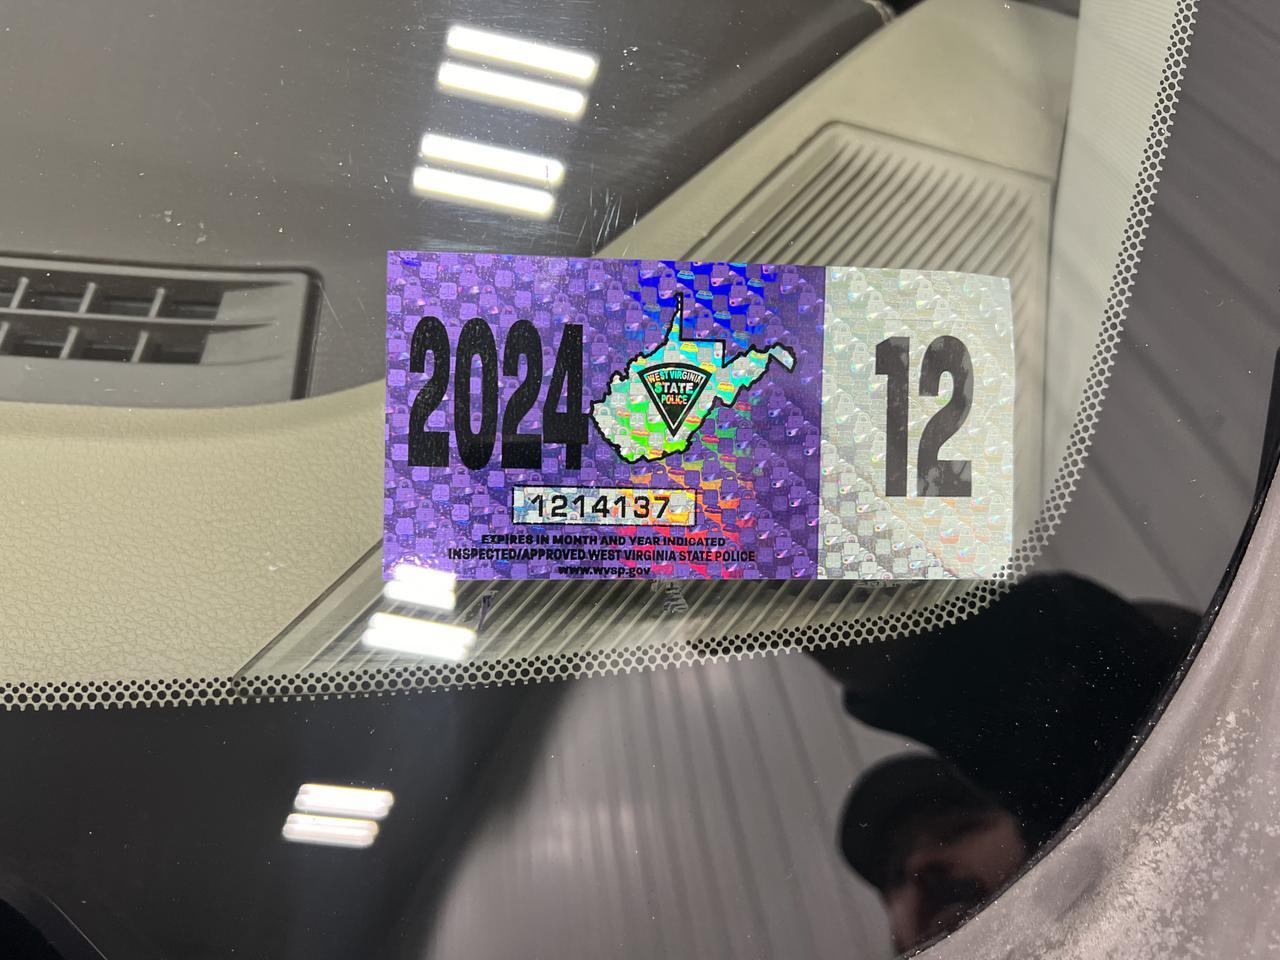 2024
WEST VIRGINIA
STATE
POLICE
12
1214137
EXPIRES IN MONTH AND YEAR INDICATED
INSPECTED/APPROVED WEST VIRGINIA STATE POLICE
www.wvsp.gov